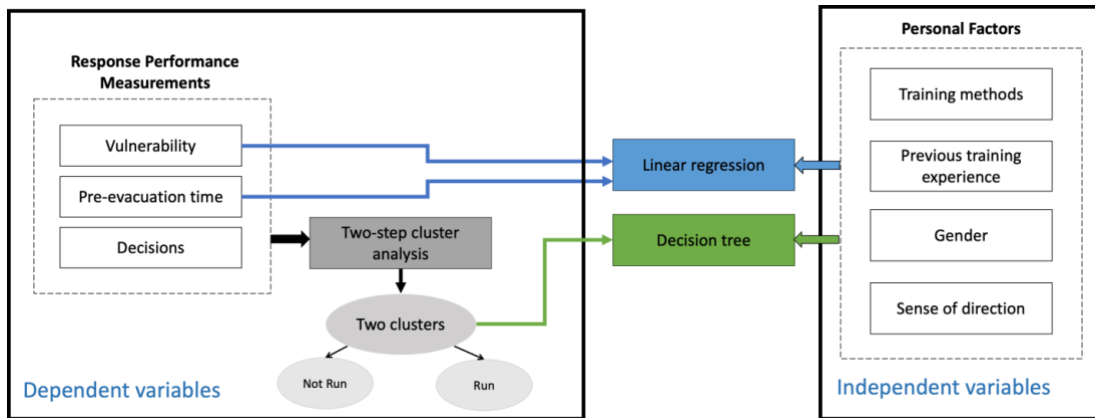 Response Performance
Measurements
Vulnerability
Pre-evacuation time
Decisions
Two-step cluster
analysis
Two clusters
Not Run
Run
Dependent variables
Linear regression
Decision tree
Personal Factors
Training methods
Previous training
experience
Gender
Sense of direction
Independent variables